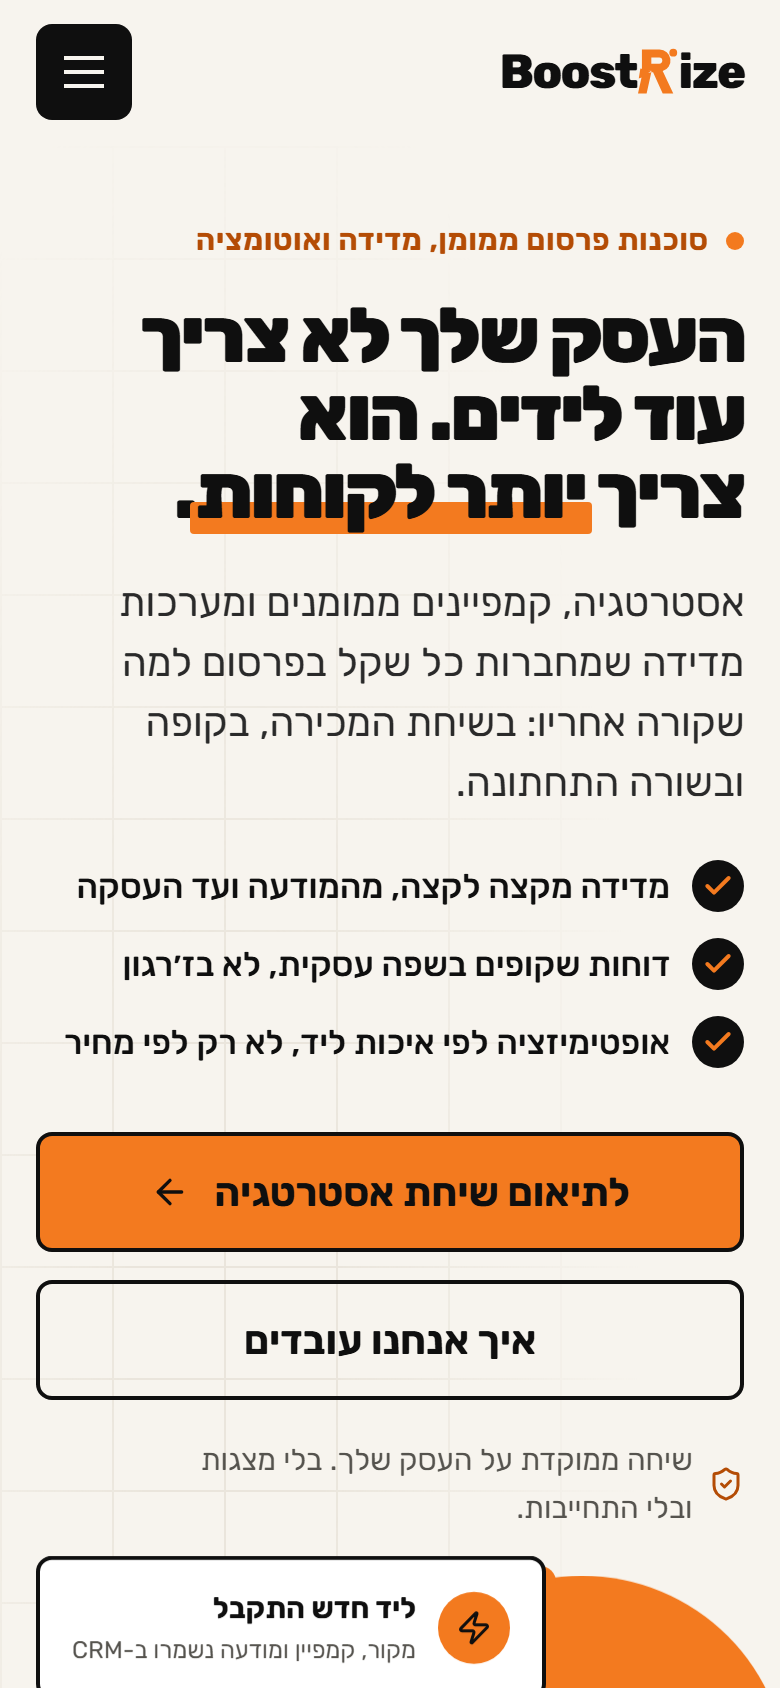 BoostRize
סוכנות פרסום ממומן, מדידה ואוטומציה
העסק שלך לא צריך
עוד לידים. הוא
צריך יותר לקוחות.
אסטרטגיה, קמפיינים ממומנים ומערכות
מדידה שמחברות כל שקל בפרסום למה
שקורה אחריו: בשיחת המכירה, בקופה
ובשורה התחתונה.
מדידה מקצה לקצה, מהמודעה ועד העסקה
דוחות שקופים בשפה עסקית, לא בז׳רגון
אופטימיזציה לפי איכות ליד, לא רק לפי מחיר
לתיאום שיחת אסטרטגיה
איך אנחנו עובדים
שיחה ממוקדת על העסק שלך. בלי מצגות
ובלי התחייבות.
ליד חדש התקבל
מקור, קמפיין ומודעה נשמרו ב-CRM